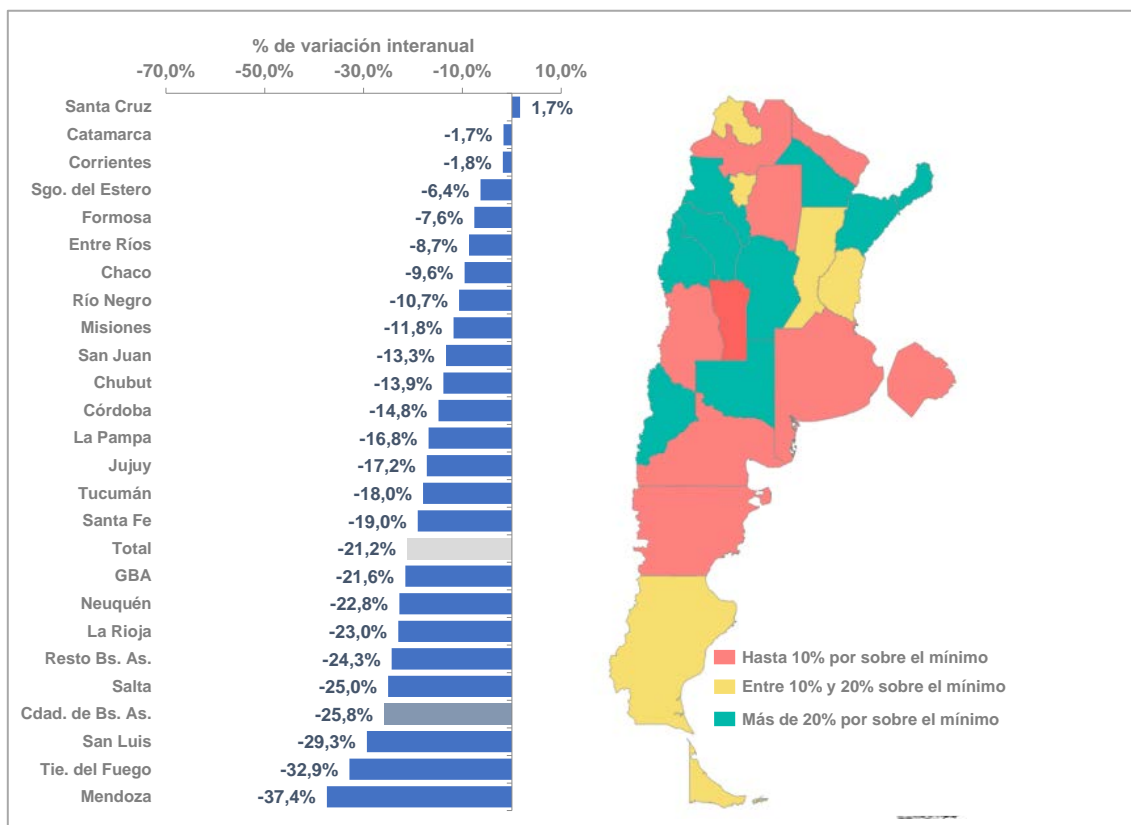 % de variación interanual
-70,0% -50,0% -30,0% -10,0% 10,0%
Santa Cruz 1,7%
Catamarca -1,7%
Corrientes -1,8%
Sgo. del Estero -6,4%
Formosa -7,6%
Entre Ríos -8,7%
Chaco -9,6%
Río Negro -10,7%
Misiones -11,8%
San Juan -13,3%
Chubut -13,9%
Córdoba -14,8%
La Pampa -16,8%
Jujuy -17,2%
Tucumán -18,0%
Santa Fe -19,0%
Total -21,2%
GBA -21,6%
Neuquén -22,8%
La Rioja -23,0%
Resto Bs. As. -24,3%
Salta -25,0%
Cdad. de Bs. As. -25,8%
San Luis -29,3%
Tie. del Fuego -32,9%
Mendoza -37,4%
Hasta 10% por sobre el mínimo
Entre 10% y 20% sobre el mínimo
Más de 20% por sobre el mínimo